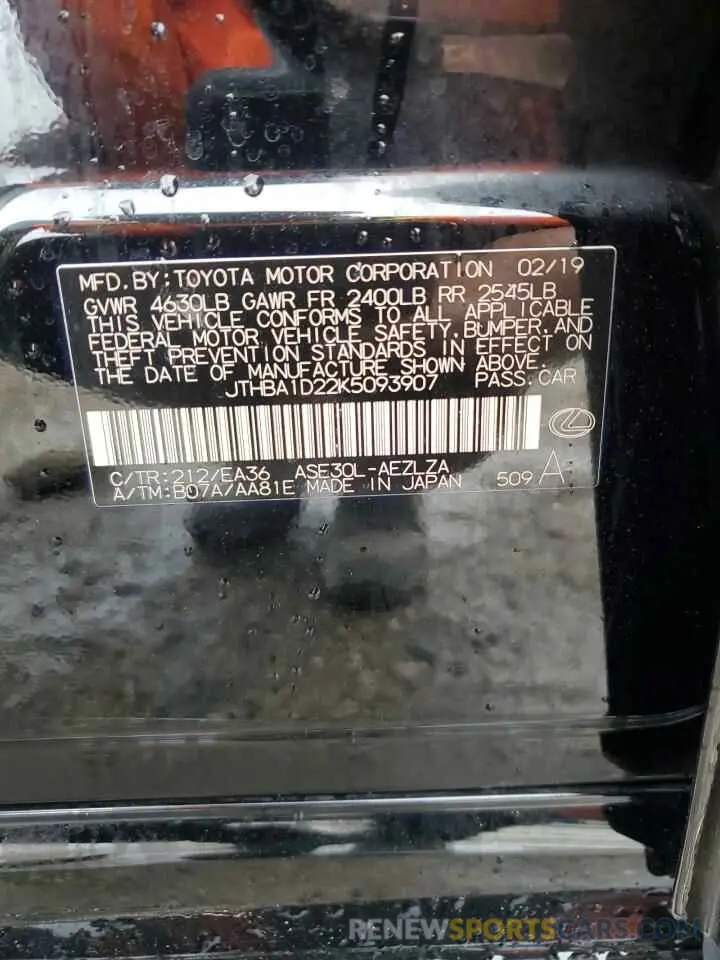 MFD. BY: TOYOTA MOTOR CORPORATION 02/19
GVWR 4630LB GAWR FR 2400LB RR 2545LB
THIS VEHICLE CONFORMS TO ALL APPLICABLE
FEDERAL MOTOR VEHICLE SAFETY, BUMPER, AND
THEFT PREVENTION STANDARDS IN EFFECT ON
THE DATE OF MANUFACTURE SHOWN ABOVE.
JTHBA1D22K5093907 PASS. CAR
C/TR: 212/EA36 ASE30L-AEZLZA
A/TM: B07A/AA81E MADE IN JAPAN 509 A
RENEWSPORTSCARS.COM